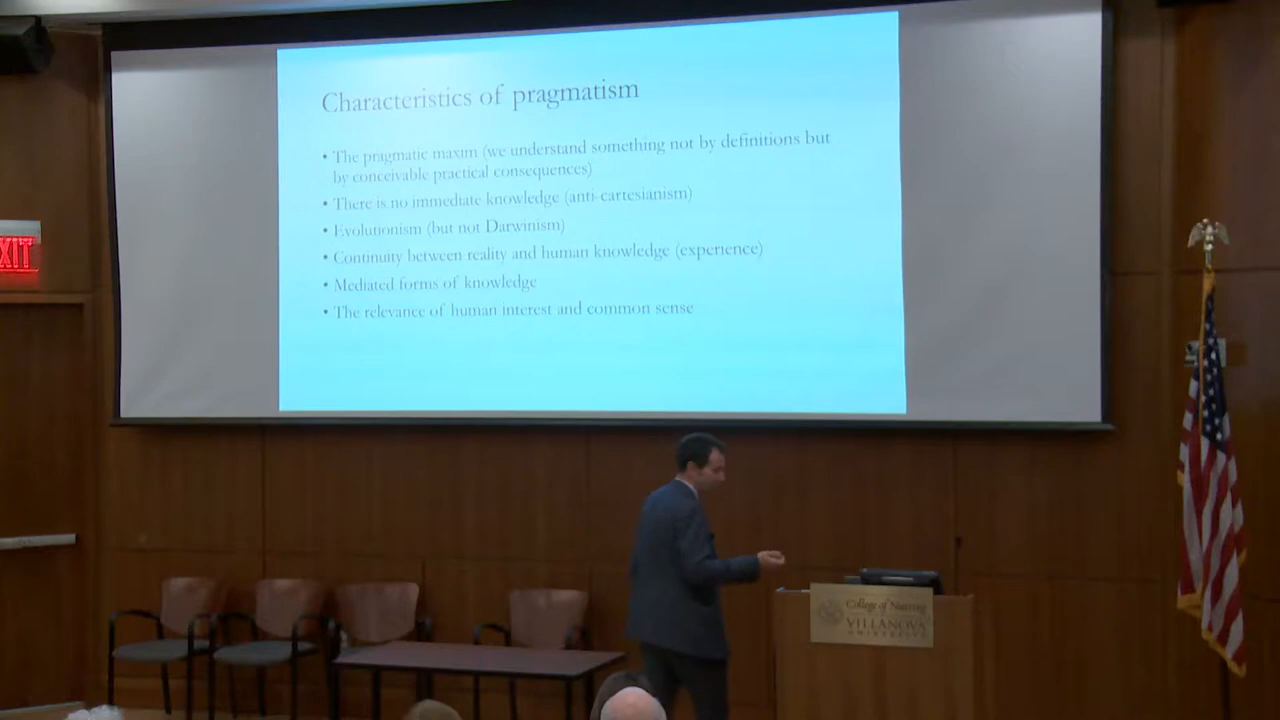 Characteristics of pragmatism
• The pragmatic maxim (we understand something not by definitions but
by conceivable practical consequences)
• There is no immediate knowledge (anti-cartesianism)
• Evolutionism (but not Darwinism)
• Continuity between reality and human knowledge (experience)
• Mediated forms of knowledge
• The relevance of human interest and common sense
XIT
College of Nursing
VILLANOVA
UNIVERSITY